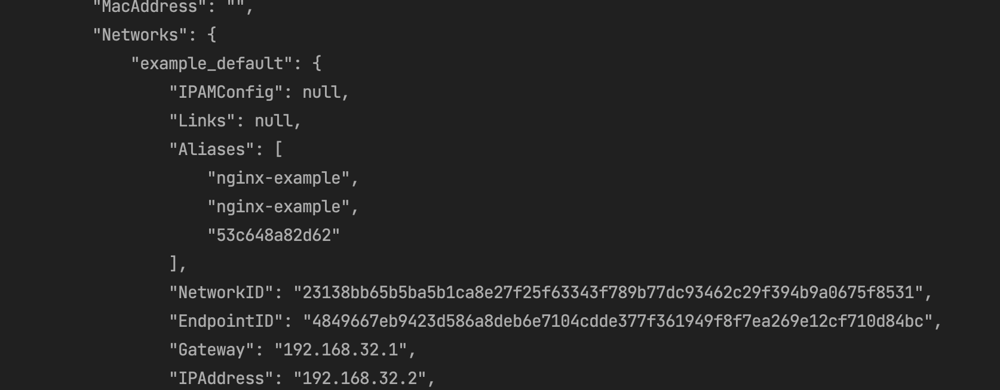 "MacAddress": "",
"Networks": {
"example_default": {
"IPAMConfig": null,
"Links": null,
"Aliases": [
"nginx-example",
"nginx-example",
"53c648a82d62"
],
"NetworkID": "23138bb65b5ba5b1ca8e27f25f63343f789b77dc93462c29f394b9a0675f8531",
"EndpointID": "4849667eb9423d586a8deb6e7104cdde377f361949f8f7ea269e12cf710d84bc",
"Gateway": "192.168.32.1",
"IPAddress": "192.168.32.2",